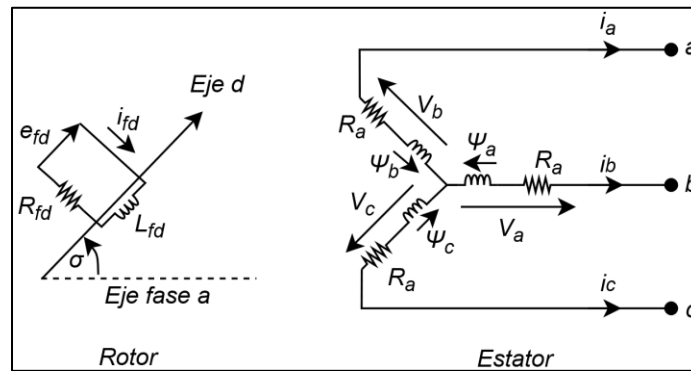 i_a
a
Eje d
V_b
e_fd
i_fd
R_a
ψ_b
ψ_a
R_a
i_b
b
R_fd
L_fd
V_c
ψ_c
V_a
σ
R_a
Eje fase a
i_c
c
Rotor
Estator